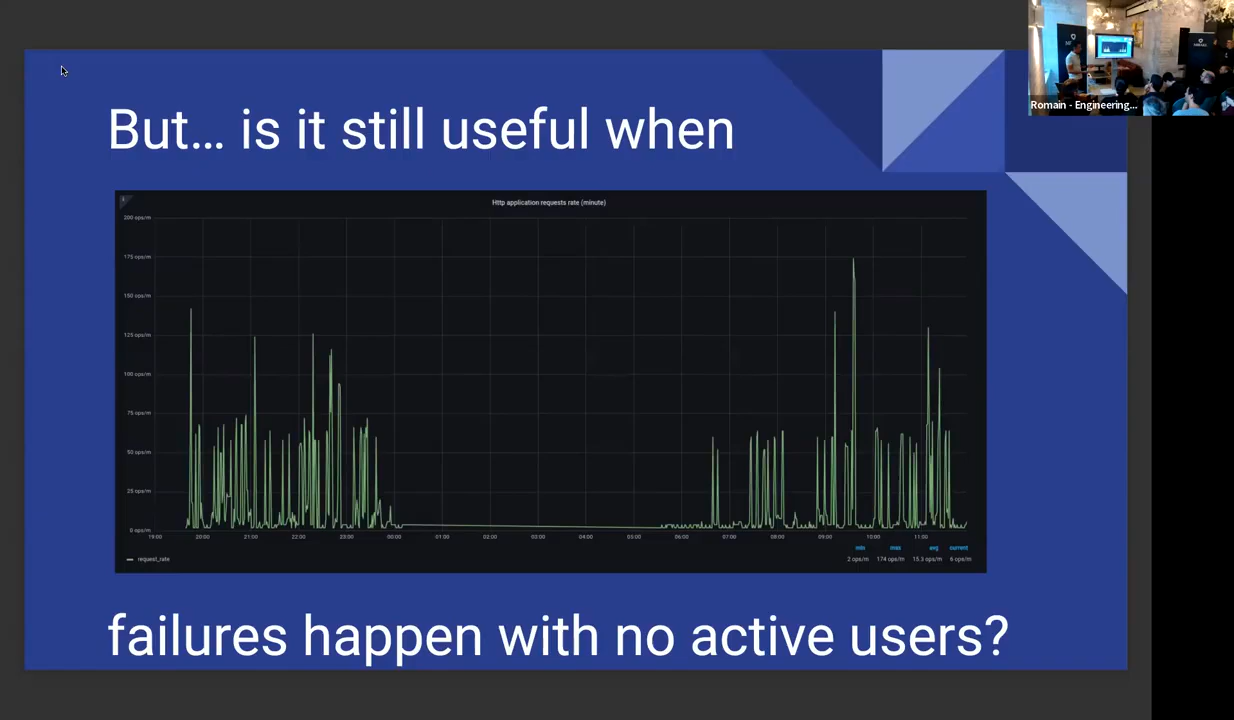 But... is it still useful when
Romain - Engineering...
Http application requests rate (minute)
200 ops/m
175 ops/m
150 ops/m
125 ops/m
100 ops/m
75 ops/m
50 ops/m
25 ops/m
0 ops/m
19:00 20:00 21:00 22:00 23:00 00:00 01:00 02:00 03:00 04:00 05:00 06:00 07:00 08:00 09:00 10:00 11:00
min max avg current
request_rate 2 ops/m 174 ops/m 15.3 ops/m 6 ops/m
failures happen with no active users?